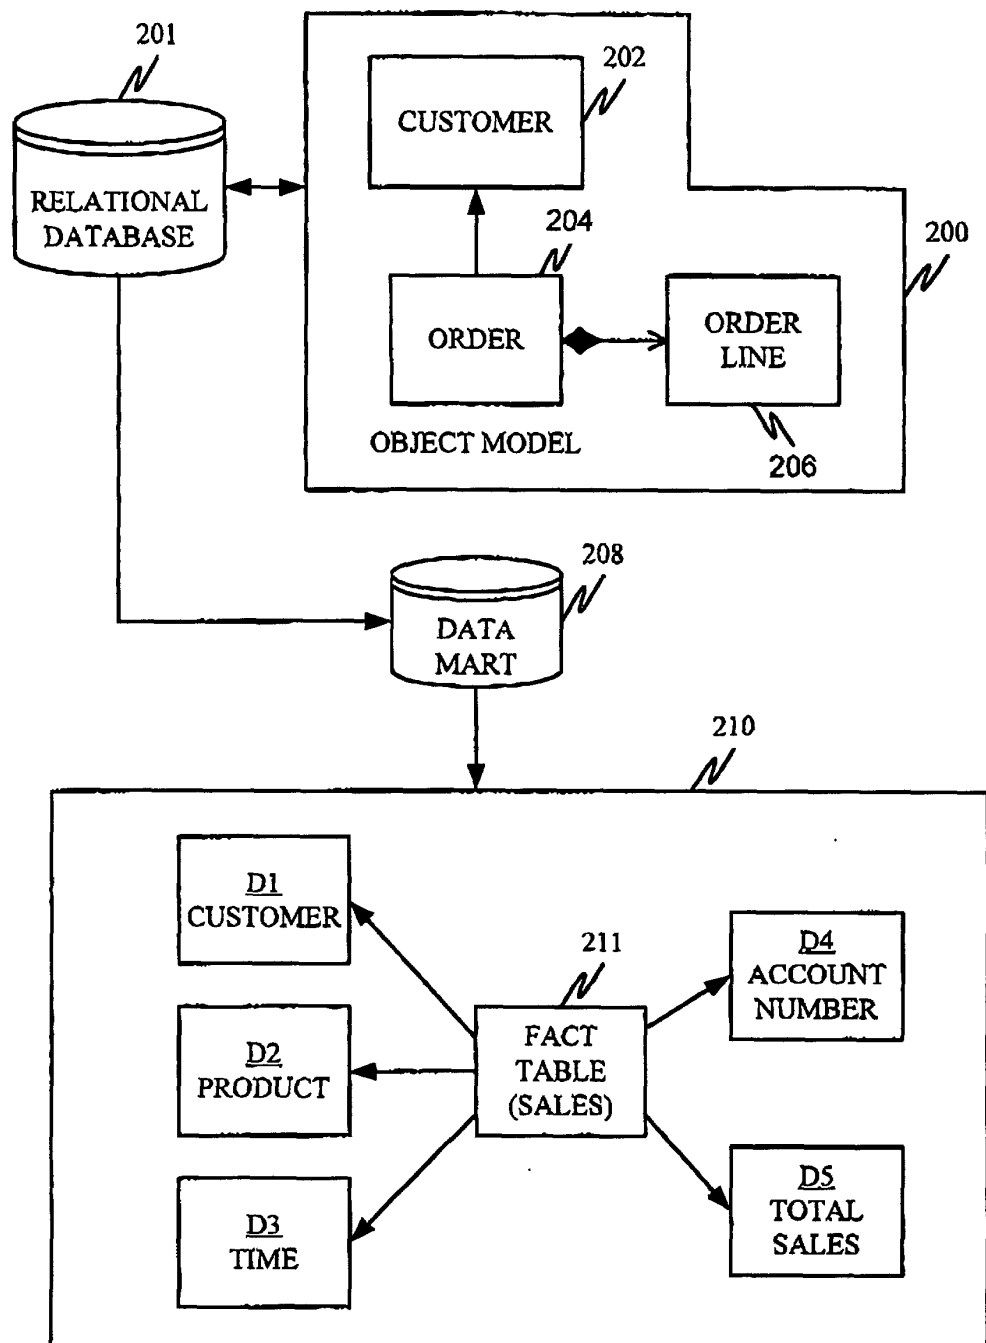 201
RELATIONAL
DATABASE
202
CUSTOMER
204
ORDER
ORDER
LINE
206
OBJECT MODEL
200
208
DATA
MART
210
D1
CUSTOMER
D2
PRODUCT
D3
TIME
211
FACT
TABLE
(SALES)
D4
ACCOUNT
NUMBER
D5
TOTAL
SALES